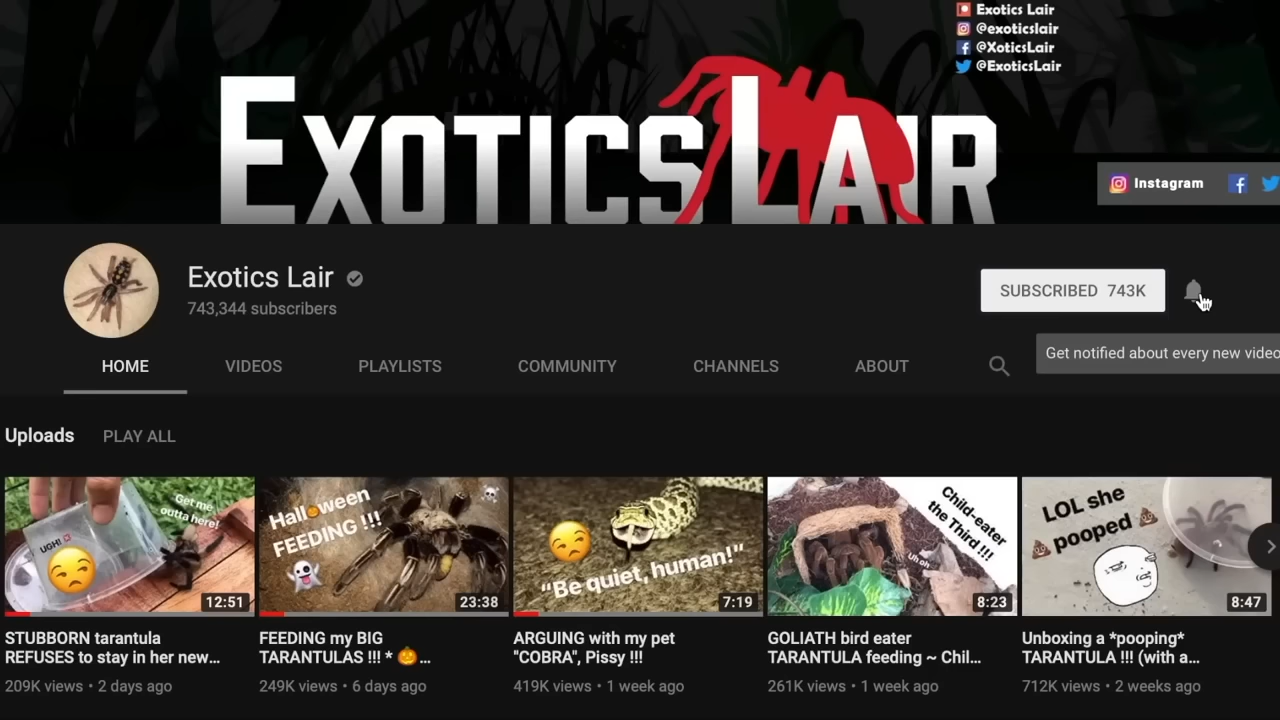 Exotics Lair
@exoticslair
@XoticsLair
@ExoticsLair
EXOTICSLAIR
Instagram
Exotics Lair
743,344 subscribers
SUBSCRIBED 743K
Get notified about every new video
HOME VIDEOS PLAYLISTS COMMUNITY CHANNELS ABOUT
Uploads PLAY ALL
Get me
outta here!
UGH! 💢
12:51
Hall🎃ween
FEEDING !!!
23:38
"Be quiet, human!"
7:19
Child-eater
the Third !!!
Uh oh
8:23
LOL she
💩 pooped 💩
8:47
STUBBORN tarantula
REFUSES to stay in her new...
209K views • 2 days ago
FEEDING my BIG
TARANTULAS !!! * 🎃 ...
249K views • 6 days ago
ARGUING with my pet
"COBRA", Pissy !!!
419K views • 1 week ago
GOLIATH bird eater
TARANTULA feeding ~ Chil...
261K views • 1 week ago
Unboxing a *pooping*
TARANTULA !!! (with a...
712K views • 2 weeks ago